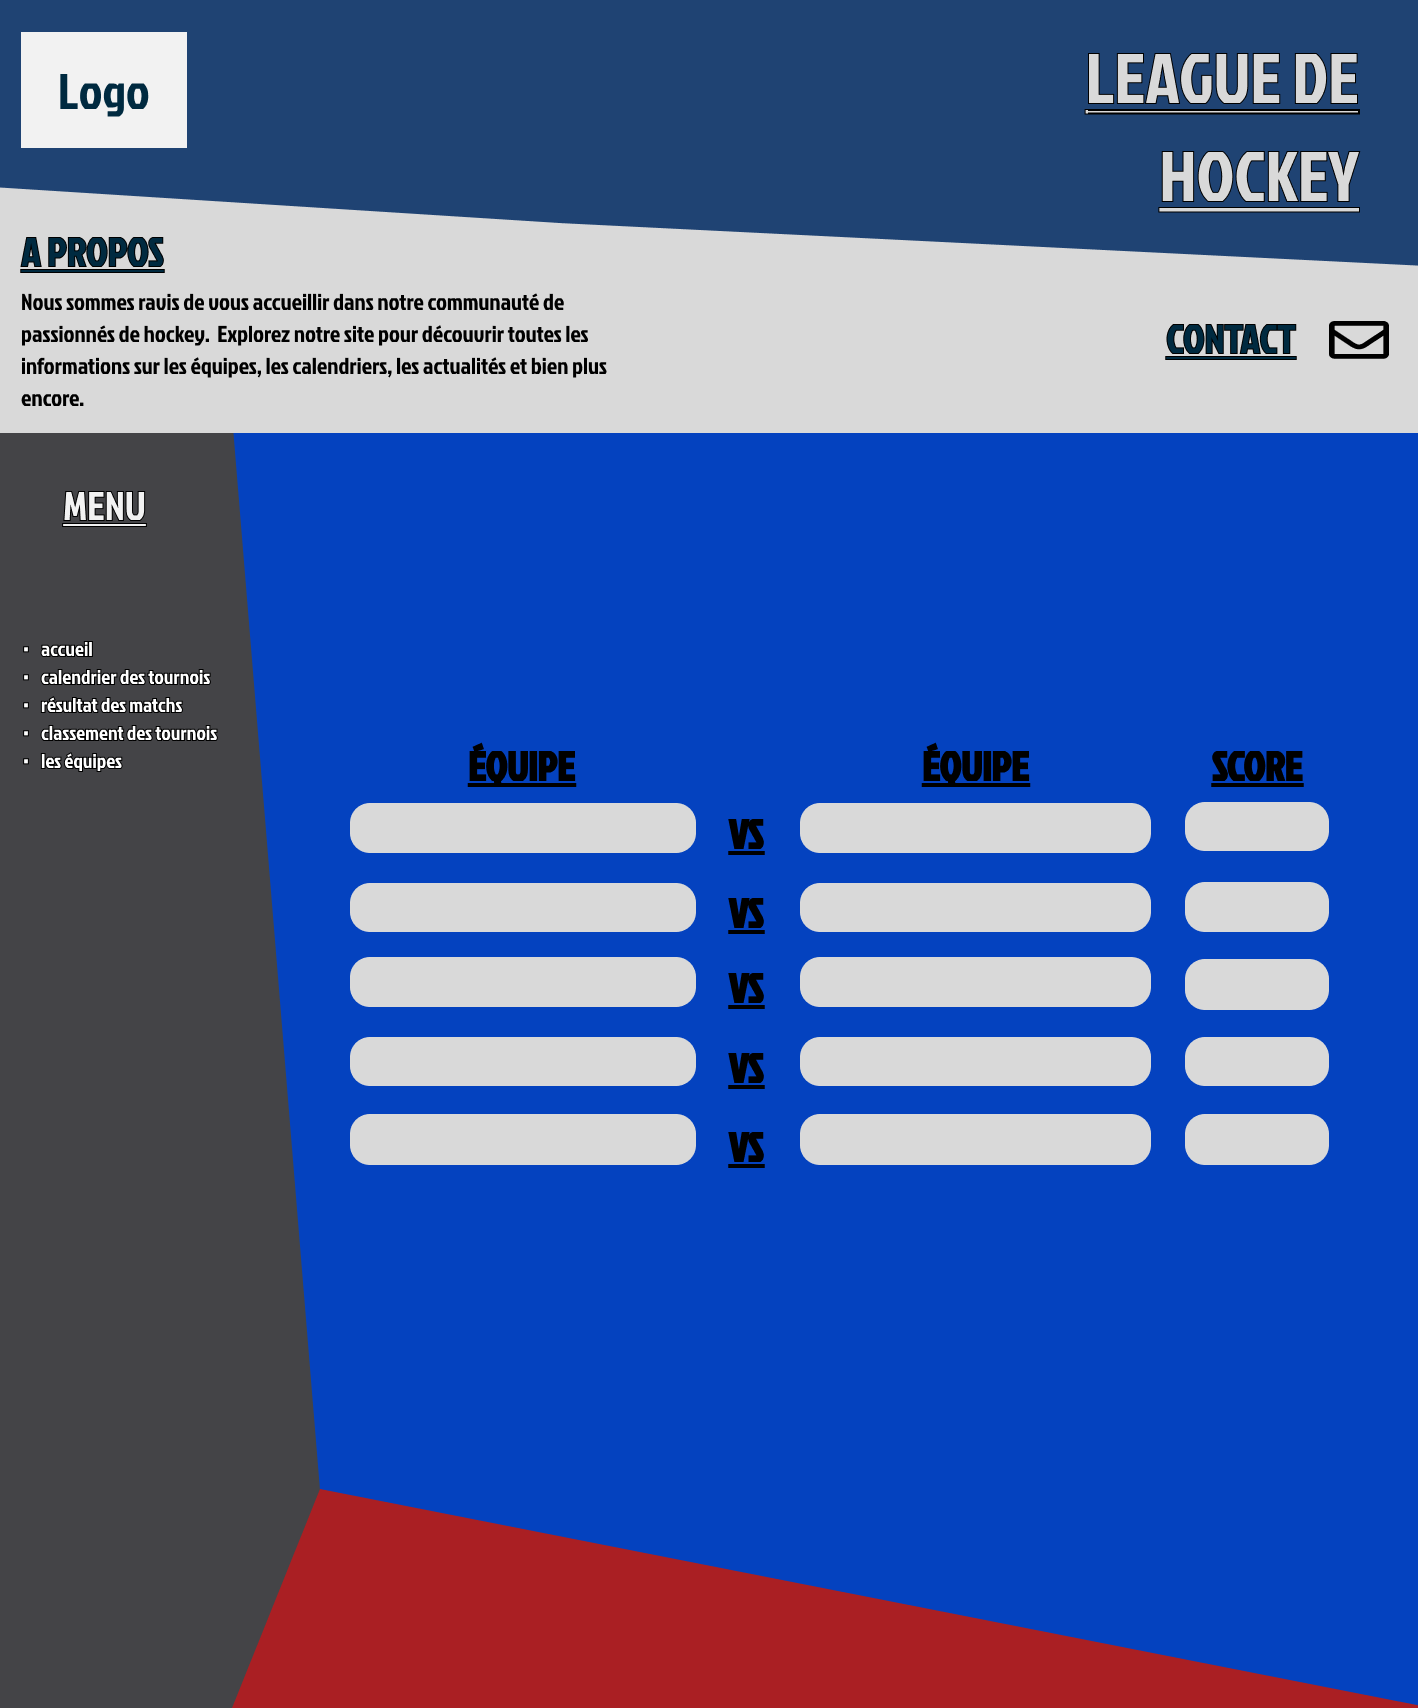 Logo
LEAGUE DE
HOCKEY
A PROPOS
Nous sommes ravis de vous accueillir dans notre communauté de
passionnés de hockey.  Explorez notre site pour découvrir toutes les
informations sur les équipes, les calendriers, les actualités et bien plus
encore.
CONTACT
MENU
• accueil
• calendrier des tournois
• résultat des matchs
• classement des tournois
• les équipes
ÉQUIPE ÉQUIPE SCORE
VS
VS
VS
VS
VS